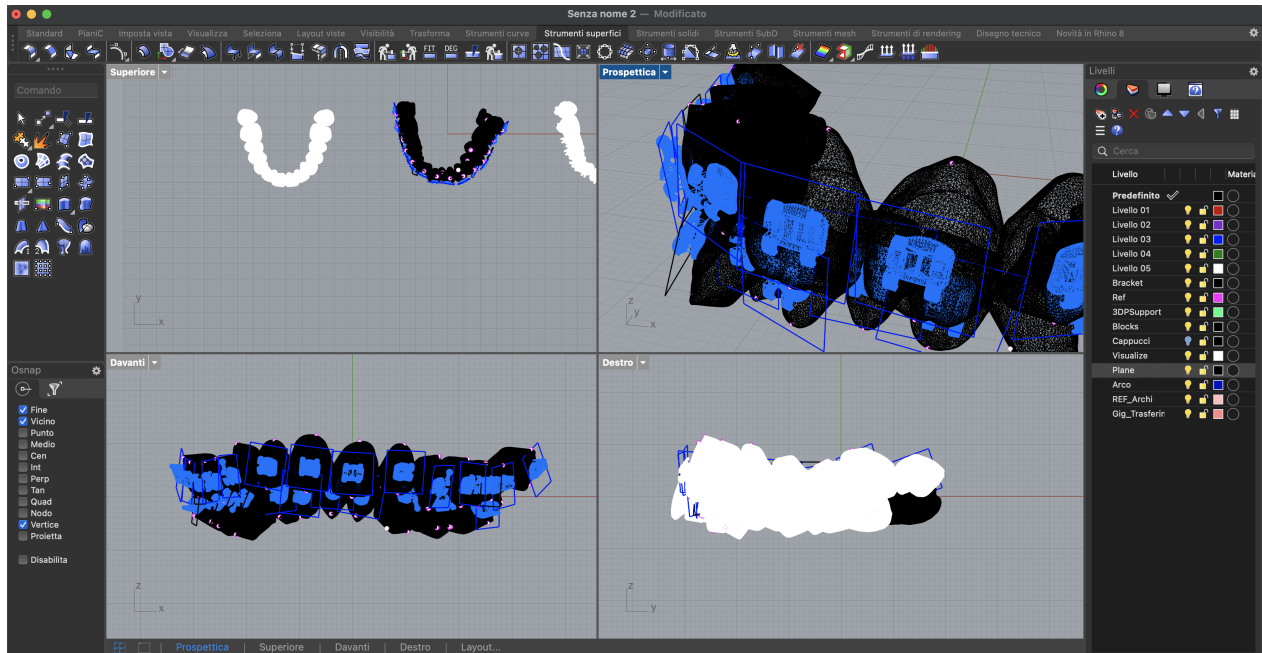 Senza nome 2 — Modificato
Standard PianiC Imposta vista Visualizza Seleziona Layout viste Visibilità Trasforma Strumenti curve Strumenti superfici Strumenti solidi Strumenti SubD Strumenti mesh Strumenti di rendering Disegno tecnico Novità in Rhino 8
FIT DEG
Comando
Superiore
y
x
Prospettica
z
y
x
Davanti
z
x
Destro
z
y
Osnap
Fine
Vicino
Punto
Medio
Cen
Int
Perp
Tan
Quad
Nodo
Vertice
Proietta
Disabilita
Prospettica Superiore Davanti Destro Layout...
Livelli
Cerca
Livello Materia
Predefinito
Livello 01
Livello 02
Livello 03
Livello 04
Livello 05
Bracket
Ref
3DPSupport
Blocks
Cappucci
Visualize
Plane
Arco
REF_Archi
Gig_Trasferin